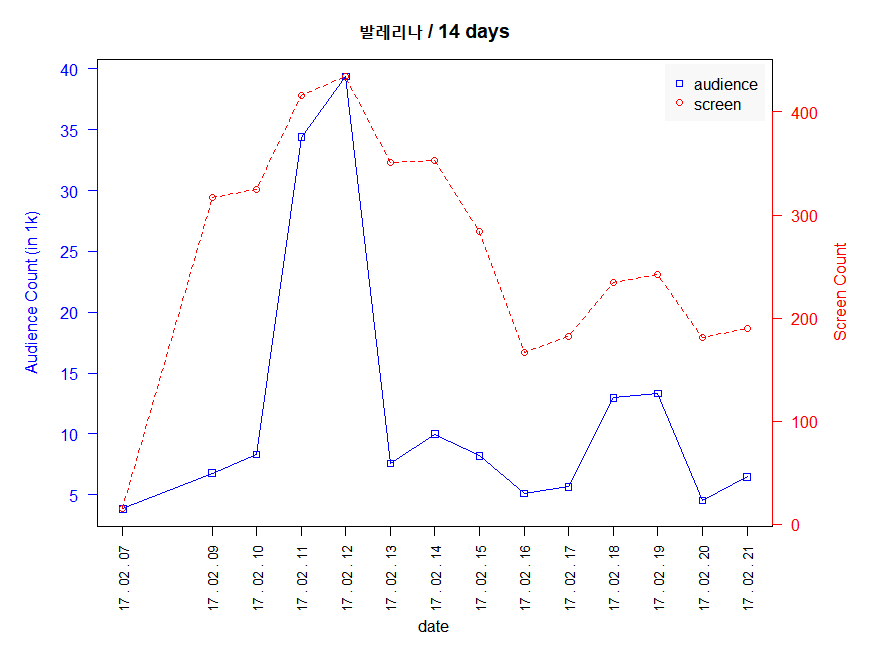 발레리나 / 14 days
audience
screen
Audience Count (in 1k)
40
35
30
25
20
15
10
5
Screen Count
400
300
200
100
0
17 . 02 . 07
17 . 02 . 09
17 . 02 . 10
17 . 02 . 11
17 . 02 . 12
17 . 02 . 13
17 . 02 . 14
17 . 02 . 15
17 . 02 . 16
17 . 02 . 17
17 . 02 . 18
17 . 02 . 19
17 . 02 . 20
17 . 02 . 21
date